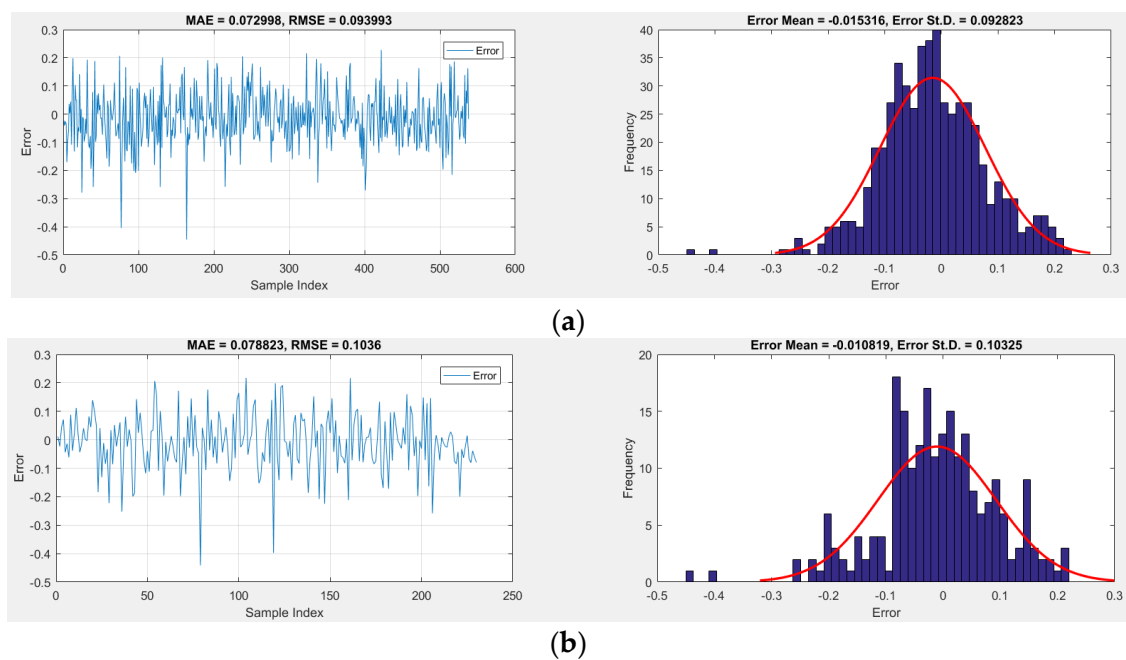 MAE = 0.072998, RMSE = 0.093993
0.3
0.2
0.1
0
-0.1
-0.2
-0.3
-0.4
-0.5
Error
Error
0 100 200 300 400 500 600
Sample Index
Error Mean = -0.015316, Error St.D. = 0.092823
40
35
30
25
20
15
10
5
0
Frequency
-0.5 -0.4 -0.3 -0.2 -0.1 0 0.1 0.2 0.3
Error
(a)
MAE = 0.078823, RMSE = 0.1036
0.3
0.2
0.1
0
-0.1
-0.2
-0.3
-0.4
-0.5
Error
Error
0 50 100 150 200 250
Sample Index
Error Mean = -0.010819, Error St.D. = 0.10325
20
15
10
5
0
Frequency
-0.5 -0.4 -0.3 -0.2 -0.1 0 0.1 0.2 0.3
Error
(b)